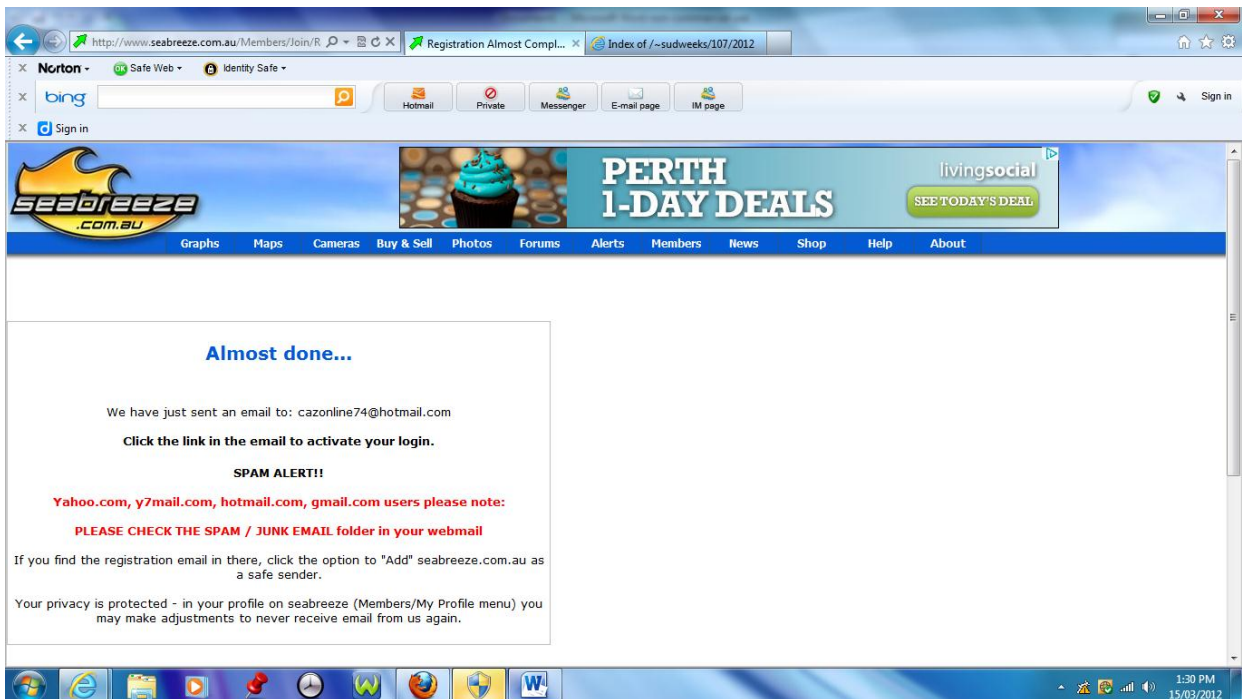 http://www.seabreeze.com.au/Members/Join/R
Registration Almost Compl...
Index of /~sudweeks/107/2012
Norton
Safe Web
Identity Safe
bing
Hotmail
Private
Messenger
E-mail page
IM page
Sign in
Sign in
seabreeze
.com.au
PERTH
1-DAY DEALS
livingsocial
SEE TODAY'S DEAL
Graphs Maps Cameras Buy & Sell Photos Forums Alerts Members News Shop Help About
Almost done...
We have just sent an email to: cazonline74@hotmail.com
Click the link in the email to activate your login.
SPAM ALERT!!
Yahoo.com, y7mail.com, hotmail.com, gmail.com users please note:
PLEASE CHECK THE SPAM / JUNK EMAIL folder in your webmail
If you find the registration email in there, click the option to "Add" seabreeze.com.au as
a safe sender.
Your privacy is protected - in your profile on seabreeze (Members/My Profile menu) you
may make adjustments to never receive email from us again.
1:30 PM
15/03/2012